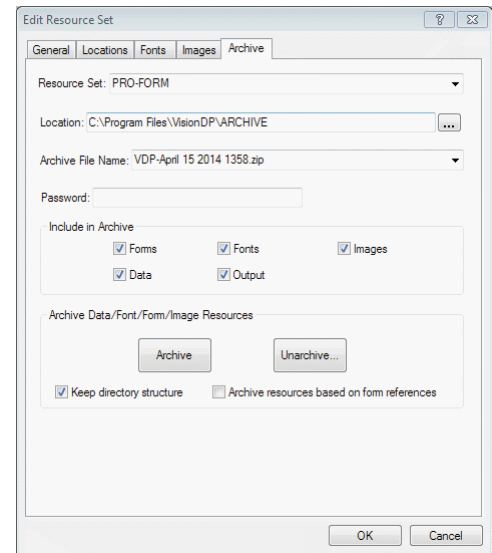 Edit Resource Set
General Locations Fonts Images Archive
Resource Set: PRO-FORM
Location: C:\Program Files\VisionDP\ARCHIVE ...
Archive File Name: VDP-April 15 2014 1358.zip
Password:
Include in Archive
Forms Fonts Images
Data Output
Archive Data/Font/Form/Image Resources
Archive Unarchive...
Keep directory structure Archive resources based on form references
OK Cancel